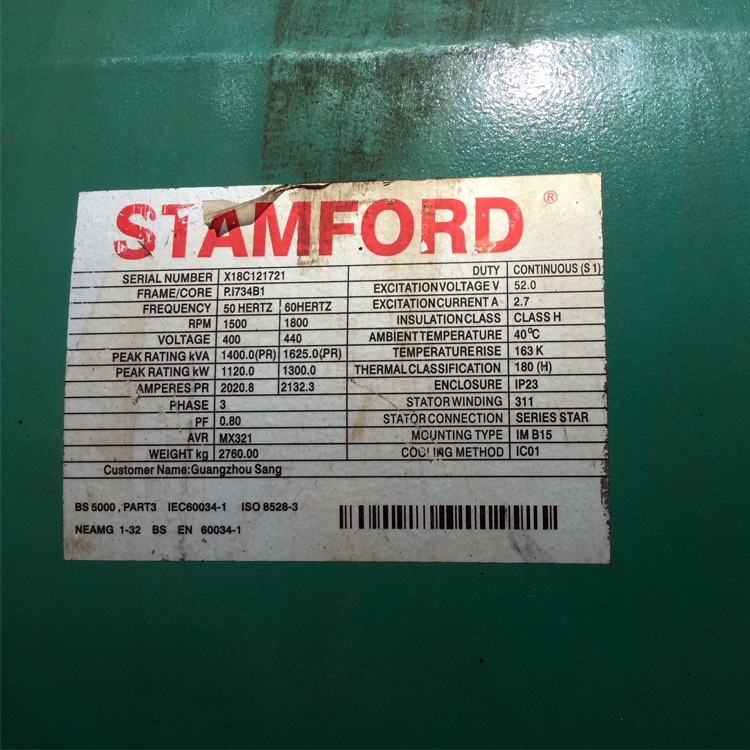 STAMFORD ®
SERIAL NUMBER X18C121721
FRAME/CORE P.I734B1
FREQUENCY 50 HERTZ 60HERTZ
RPM 1500 1800
VOLTAGE 400 440
PEAK RATING kVA 1400.0(PR) 1625.0(PR)
PEAK RATING kW 1120.0 1300.0
AMPERES PR 2020.8 2132.3
PHASE 3
PF 0.80
AVR MX321
WEIGHT kg 2760.00
DUTY CONTINUOUS (S1)
EXCITATION VOLTAGE V 52.0
EXCITATION CURRENT A 2.7
INSULATION CLASS CLASS H
AMBIENT TEMPERATURE 40℃
TEMPERATURE RISE 163 K
THERMAL CLASSIFICATION 180 (H)
ENCLOSURE IP23
STATOR WINDING 311
STATOR CONNECTION SERIES STAR
MOUNTING TYPE IM B15
COOLING METHOD IC01
Customer Name:Guangzhou Sang
BS 5000 , PART3 IEC60034-1 ISO 8528-3
NEAMG 1-32 BS EN 60034-1